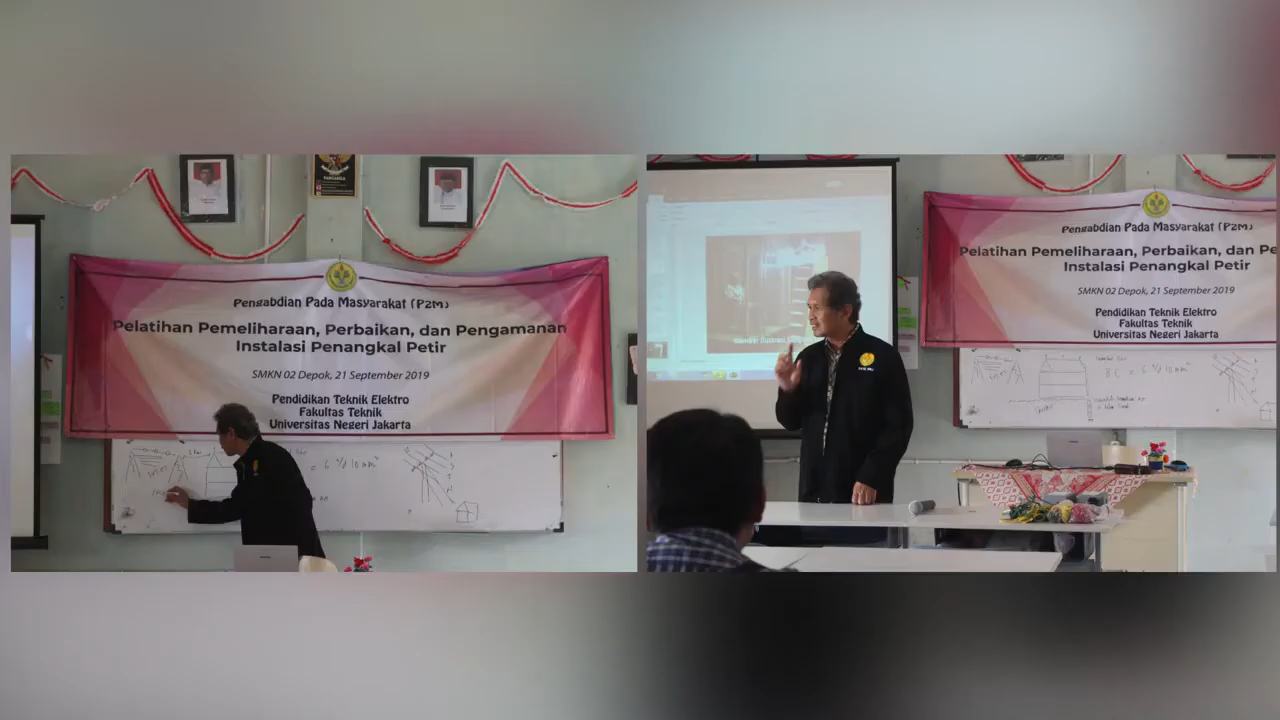 PANCASILA
Pengabdian Pada Masyarakat (P2M)
Pelatihan Pemeliharaan, Perbaikan, dan Pengamanan
Instalasi Penangkal Petir
SMKN 02 Depok, 21 September 2019
Pendidikan Teknik Elektro
Fakultas Teknik
Universitas Negeri Jakarta
Pengabdian Pada Masyarakat (P2M)
Pelatihan Pemeliharaan, Perbaikan, dan Pe
Instalasi Penangkal Petir
SMKN 02 Depok, 21 September 2019
Pendidikan Teknik Elektro
Fakultas Teknik
Universitas Negeri Jakarta